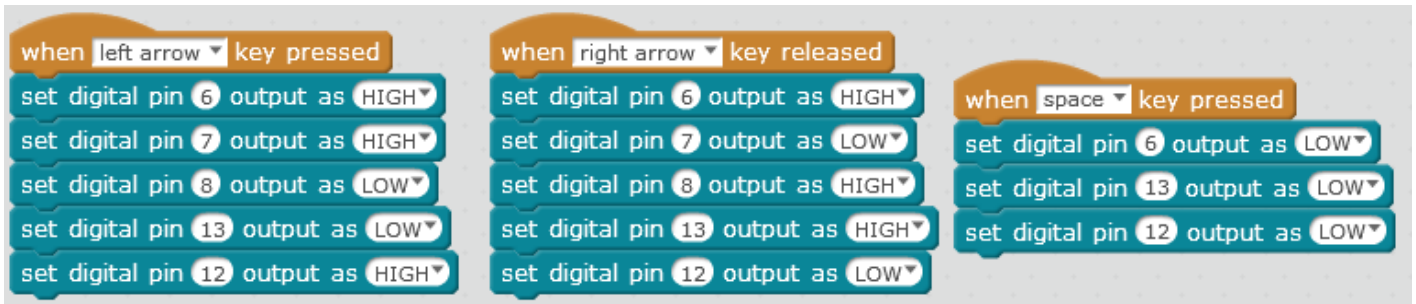 when left arrow key pressed
set digital pin 6 output as HIGH
set digital pin 7 output as HIGH
set digital pin 8 output as LOW
set digital pin 13 output as LOW
set digital pin 12 output as HIGH
when right arrow key released
set digital pin 6 output as HIGH
set digital pin 7 output as LOW
set digital pin 8 output as HIGH
set digital pin 13 output as HIGH
set digital pin 12 output as LOW
when space key pressed
set digital pin 6 output as LOW
set digital pin 13 output as LOW
set digital pin 12 output as LOW